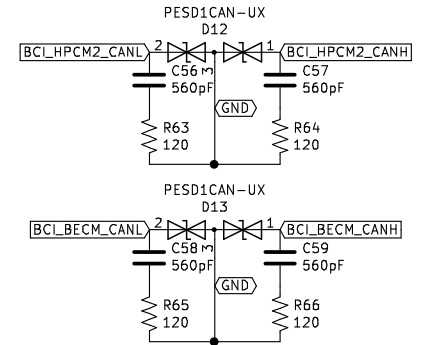 PESD1CAN-UX
D12
BCI_HPCM2_CANL 2 1 BCI_HPCM2_CANH
C56 3 C57
560pF 560pF
GND
R63 R64
120 120
PESD1CAN-UX
D13
BCI_BECM_CANL 2 1 BCI_BECM_CANH
C58 3 C59
560pF 560pF
GND
R65 R66
120 120